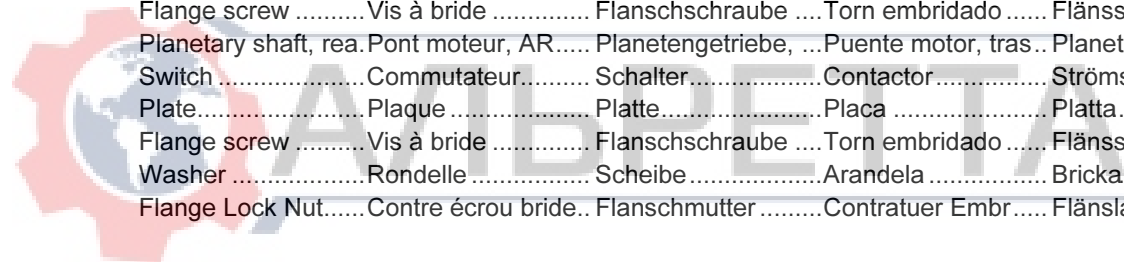 Flange screw ..........Vis à bride .............. Flanschschraube ....Torn embridado ...... Flänss
Planetary shaft, rea.Pont moteur, AR..... Planetengetriebe, ...Puente motor, tras.. Planet
Switch .......................Commutateur........... Schalter......................Contactor................. Ströms
Plate..........................Plaque ..................... Platte..........................Placa ....................... Platta.
Flange screw ..........Vis à bride .............. Flanschschraube ....Torn embridado ...... Flänss
Washer ....................Rondelle .................. Scheibe......................Arandela ................. Bricka
Flange Lock Nut......Contre écrou bride.. Flanschmutter .........Contratuer Embr..... Flänsla
АЛЬРЕТТА